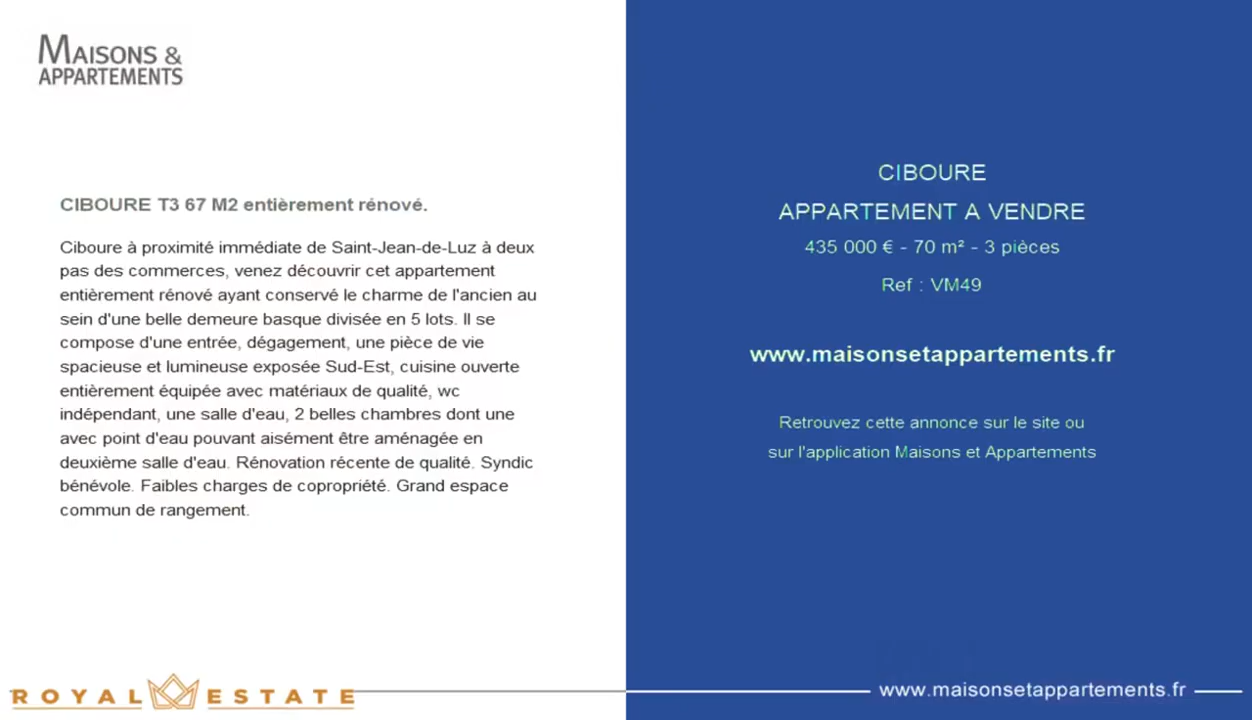 MAISONS &
APPARTEMENTS
CIBOURE T3 67 M2 entièrement rénové.
Ciboure à proximité immédiate de Saint-Jean-de-Luz à deux
pas des commerces, venez découvrir cet appartement
entièrement rénové ayant conservé le charme de l'ancien au
sein d'une belle demeure basque divisée en 5 lots. Il se
compose d'une entrée, dégagement, une pièce de vie
spacieuse et lumineuse exposée Sud-Est, cuisine ouverte
entièrement équipée avec matériaux de qualité, wc
indépendant, une salle d'eau, 2 belles chambres dont une
avec point d'eau pouvant aisément être aménagée en
deuxième salle d'eau. Rénovation récente de qualité. Syndic
bénévole. Faibles charges de copropriété. Grand espace
commun de rangement.
ROYAL ESTATE
CIBOURE
APPARTEMENT A VENDRE
435 000 € - 70 m² - 3 pièces
Ref : VM49
www.maisonsetappartements.fr
Retrouvez cette annonce sur le site ou
sur l'application Maisons et Appartements
www.maisonsetappartements.fr